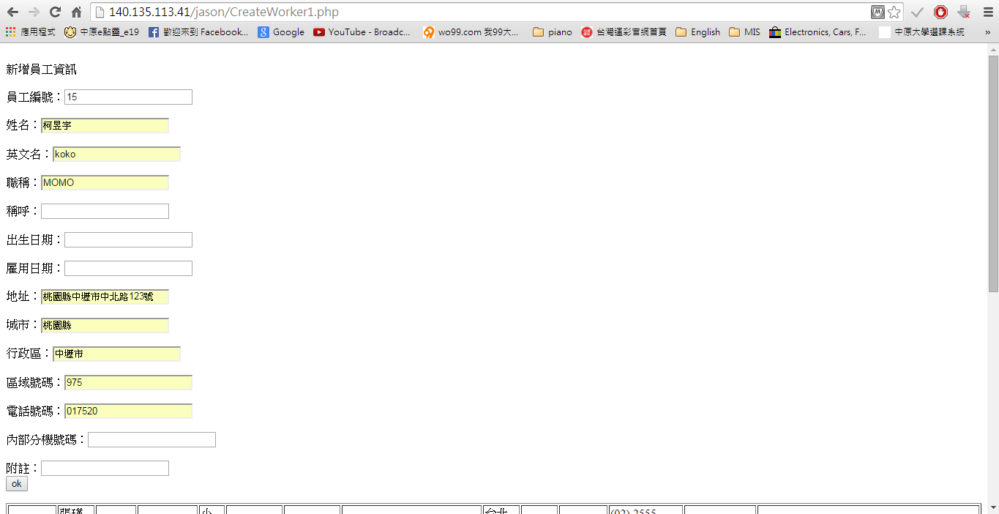 140.135.113.41/jason/CreateWorker1.php
應用程式 中原e點靈_e19 歡迎來到 Facebook... Google YouTube - Broadc... wo99.com 我99大... piano 台灣運彩官網首頁 English MIS Electronics, Cars, F... 中原大學選課系統 »
新增員工資訊
員工編號：15
姓名：柯昱宇
英文名：koko
職稱：MOMO
稱呼：
出生日期：
雇用日期：
地址：桃園縣中壢市中北路123號
城市：桃園縣
行政區：中壢市
區域號碼：975
電話號碼：017520
內部分機號碼：
附註：
ok
小 台北 (02) 2555